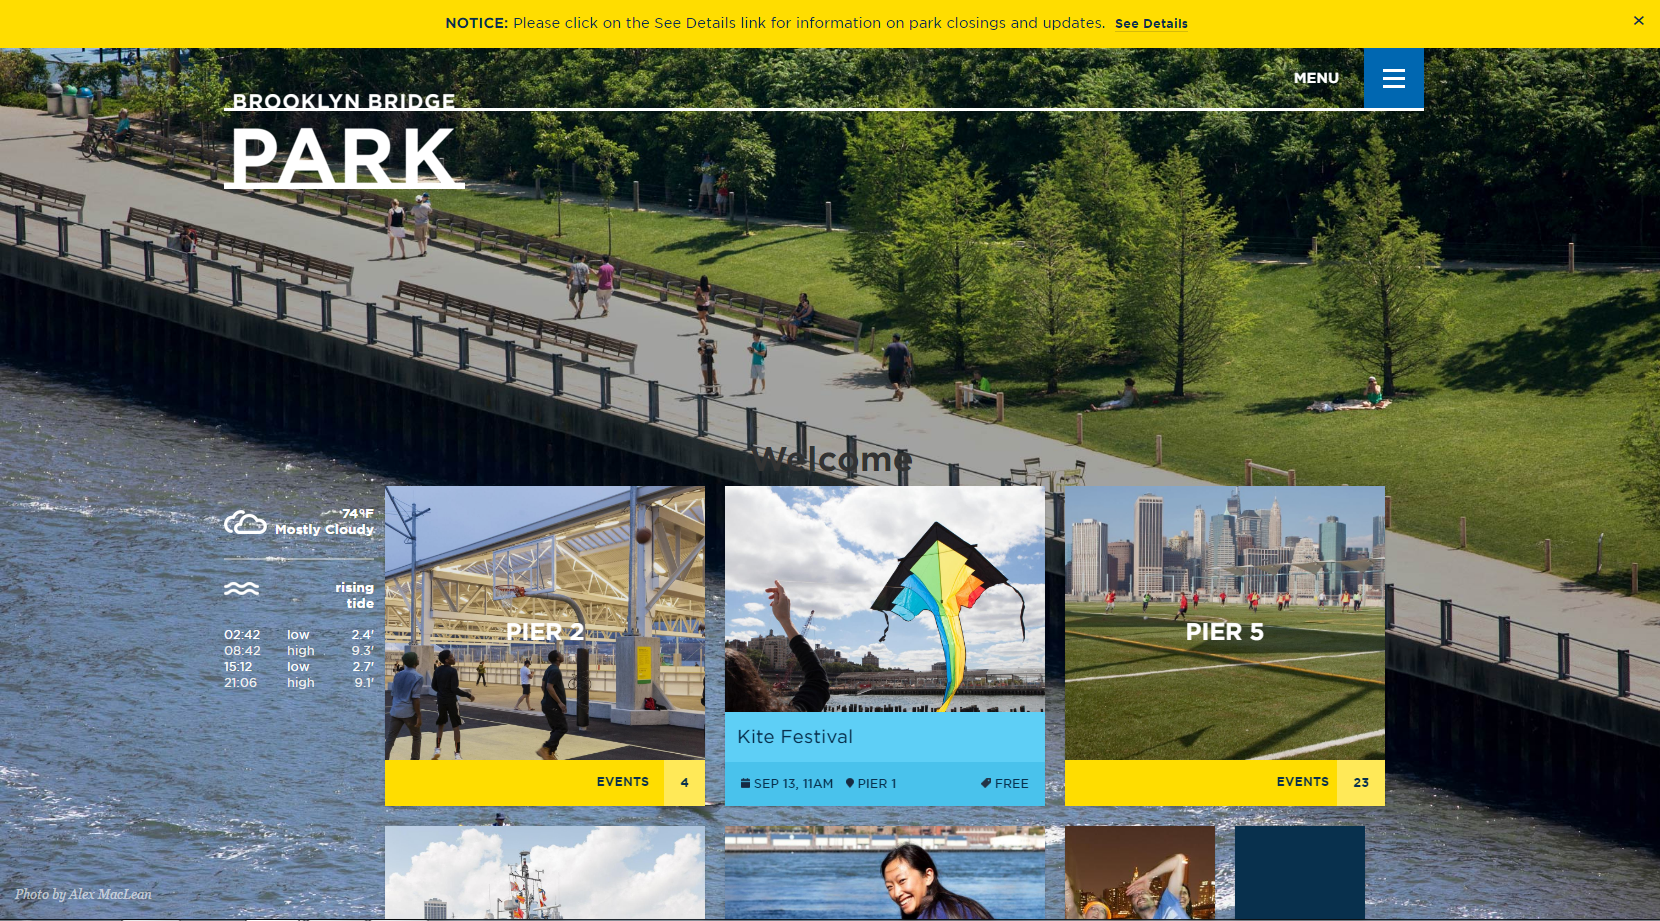 NOTICE: Please click on the See Details link for information on park closings and updates. See Details ×
MENU
BROOKLYN BRIDGE
PARK
Welcome
74°F
Mostly Cloudy
rising
tide
02:42 low 2.4'
08:42 high 9.3'
15:12 low 2.7'
21:06 high 9.1'
PIER 2
EVENTS 4
Kite Festival
SEP 13, 11AM PIER 1 FREE
PIER 5
EVENTS 23
Photo by Alex MacLean